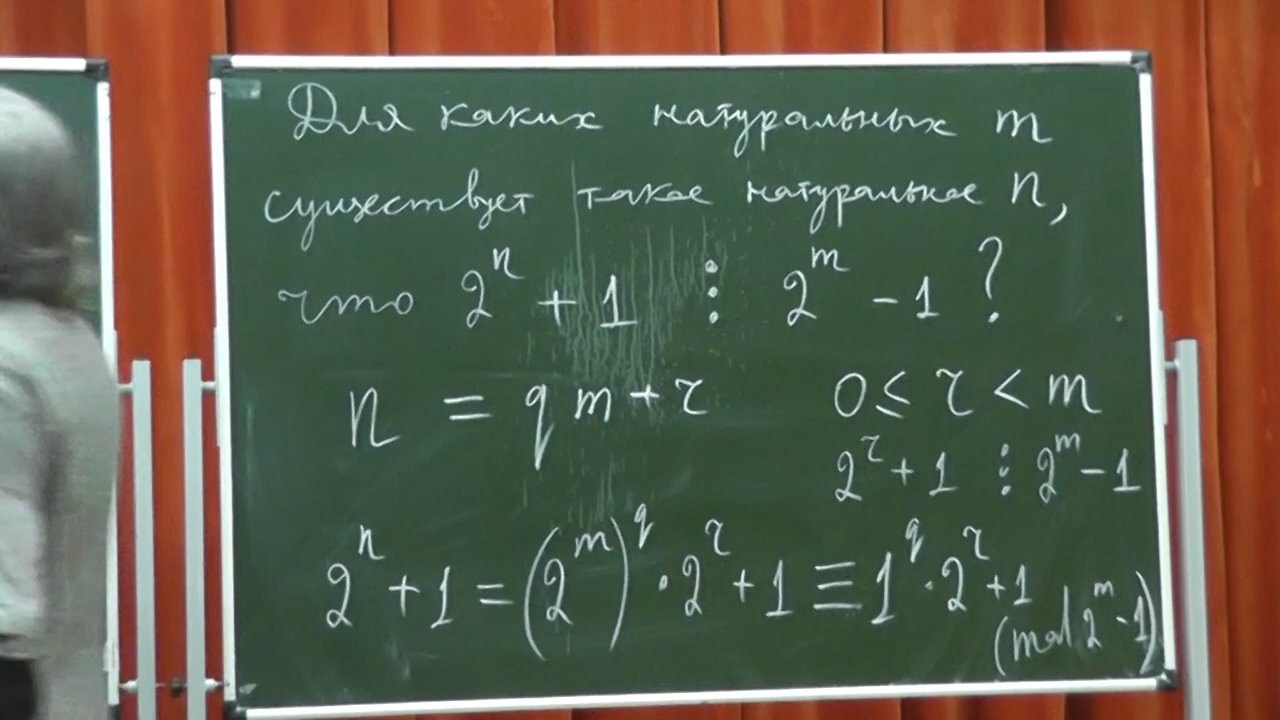 Для каких натуральных m
существует такое натуральное n,
что 2^n + 1 ⋮ 2^m - 1 ?
n = qm + r 0 ≤ r < m
2^r + 1 ⋮ 2^m - 1
2^n + 1 = (2^m)^q · 2^r + 1 ≡ 1^q · 2^r + 1
(mod 2^m - 1)